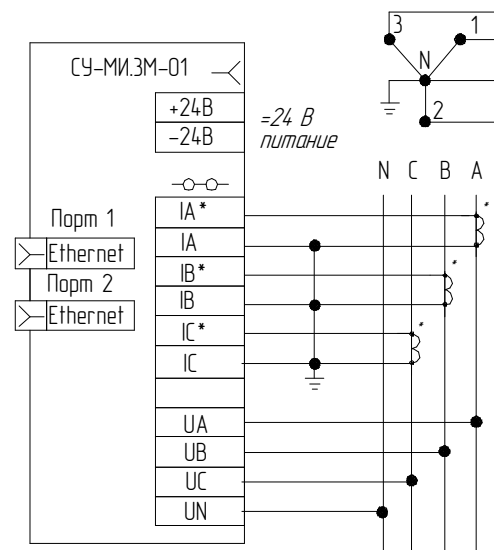 3
1
N
2
СУ-МИ.3М-01
+24В
-24В
=24 В
питание
N C B A
IA*
IA
IB*
IB
IC*
IC
UA
UB
UC
UN
*
*
*
Порт 1
Ethernet
Порт 2
Ethernet